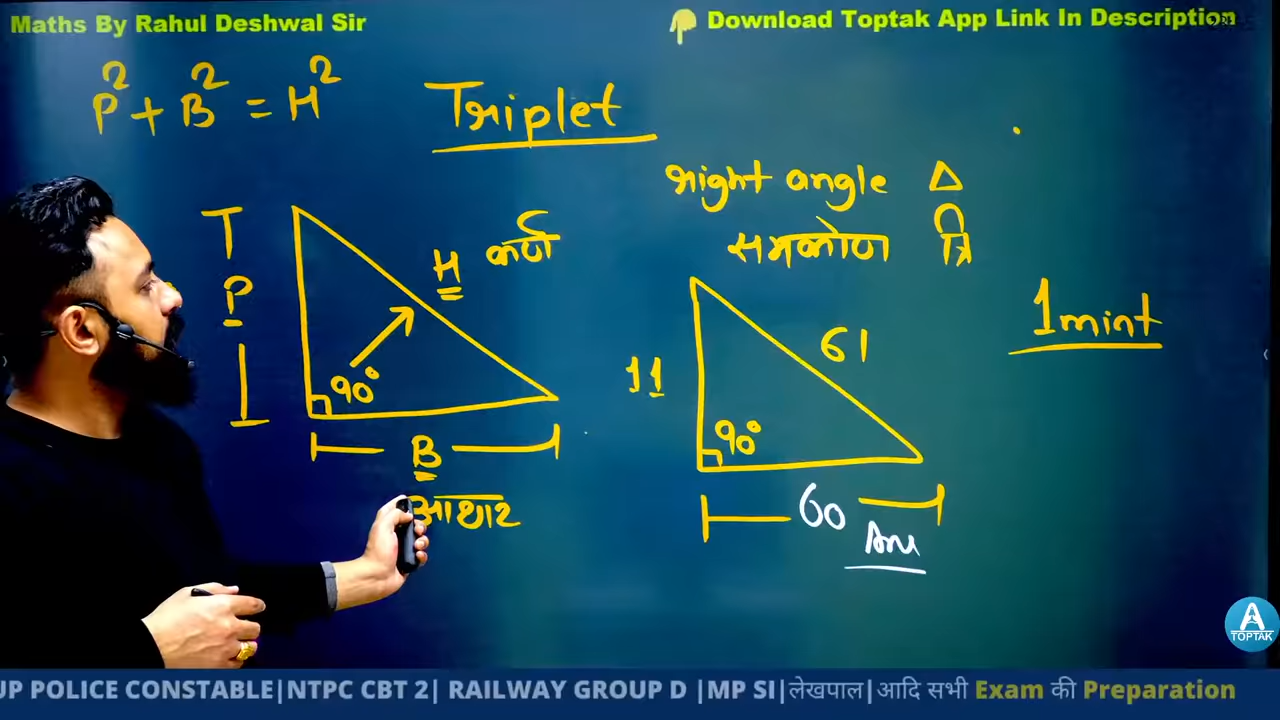 Maths By Rahul Deshwal Sir
Download Toptak App Link In Description
P² + B² = H²
Triplet
right angle Δ
समकोण त्रि
T
P
H
कर्ण
90°
B
आधार
11
61
90°
60
Ans
1mint
A
TOPTAK
UP POLICE CONSTABLE|NTPC CBT 2| RAILWAY GROUP D |MP SI|लेखपाल|आदि सभी Exam की Preparation